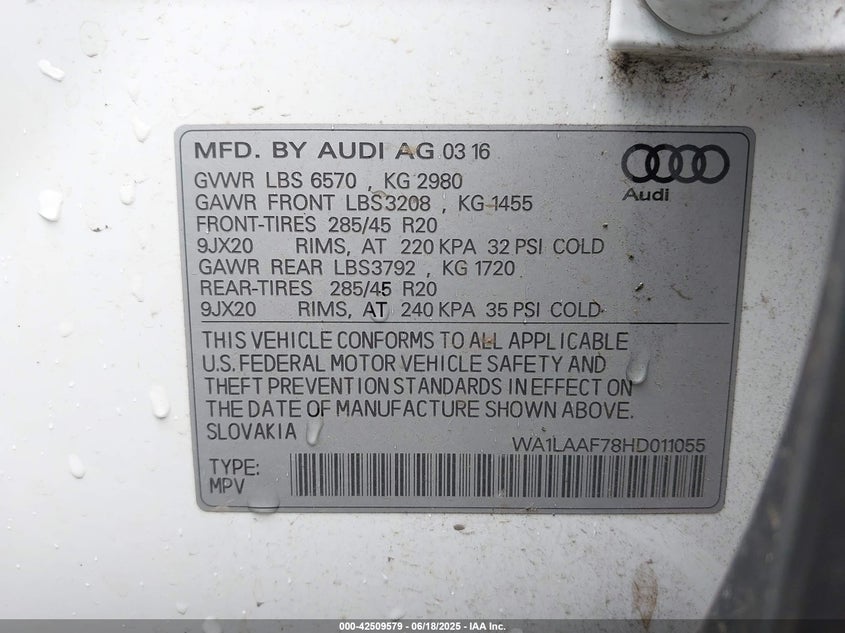 MFD. BY AUDI AG 03 16
Audi
GVWR LBS 6570 , KG 2980
GAWR FRONT LBS3208 , KG 1455
FRONT-TIRES 285/45 R20
9JX20 RIMS, AT 220 KPA 32 PSI COLD
GAWR REAR LBS3792 , KG 1720
REAR-TIRES 285/45 R20
9JX20 RIMS, AT 240 KPA 35 PSI COLD
THIS VEHICLE CONFORMS TO ALL APPLICABLE
U.S. FEDERAL MOTOR VEHICLE SAFETY AND
THEFT PREVENTION STANDARDS IN EFFECT ON
THE DATE OF MANUFACTURE SHOWN ABOVE.
SLOVAKIA
WA1LAAF78HD011055
TYPE:
MPV
000-42509579 - 06/18/2025 - IAA Inc.